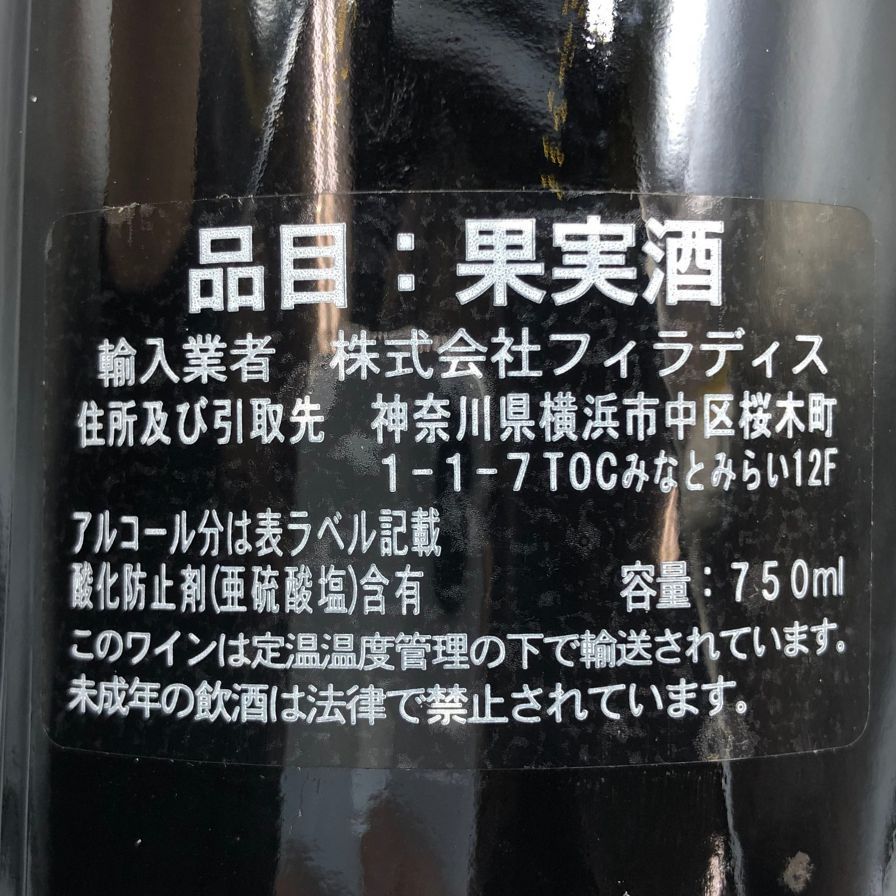 品目：果実酒
輸入業者　株式会社フィラディス
住所及び引取先　神奈川県横浜市中区桜木町
1-1-7TOCみなとみらい12F
アルコール分は表ラベル記載
酸化防止剤(亜硫酸塩)含有　容量：750ml
このワインは定温温度管理の下で輸送されています。
未成年の飲酒は法律で禁止されています。